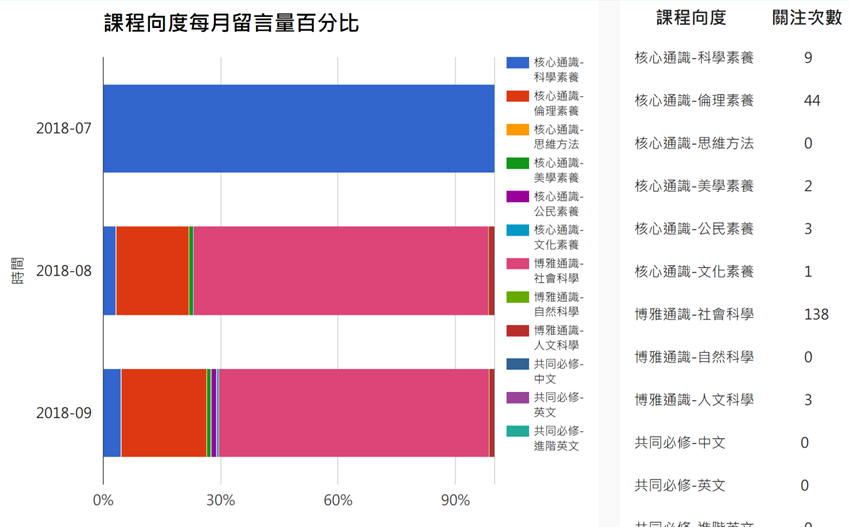 課程向度每月留言量百分比
時間
2018-07
2018-08
2018-09
0%
30%
60%
90%
核心通識-
科學素養
核心通識-
倫理素養
核心通識-
思維方法
核心通識-
美學素養
核心通識-
公民素養
核心通識-
文化素養
博雅通識-
社會科學
博雅通識-
自然科學
博雅通識-
人文科學
共同必修-
中文
共同必修-
英文
共同必修-
進階英文
課程向度 關注次數
核心通識-科學素養 9
核心通識-倫理素養 44
核心通識-思維方法 0
核心通識-美學素養 2
核心通識-公民素養 3
核心通識-文化素養 1
博雅通識-社會科學 138
博雅通識-自然科學 0
博雅通識-人文科學 3
共同必修-中文 0
共同必修-英文 0
共同必修-進階英文 0